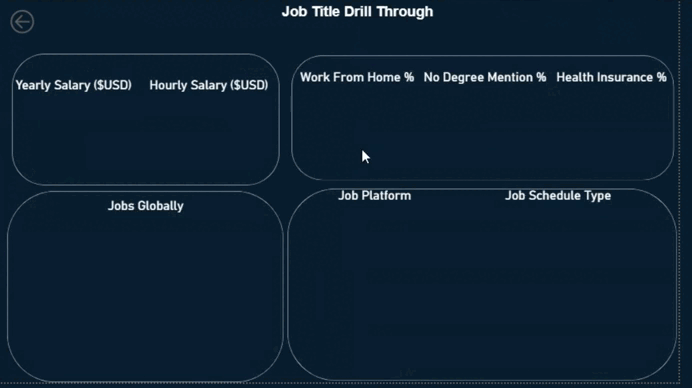 Job Title Drill Through
Yearly Salary ($USD) Hourly Salary ($USD)
Work From Home % No Degree Mention % Health Insurance %
Jobs Globally
Job Platform Job Schedule Type